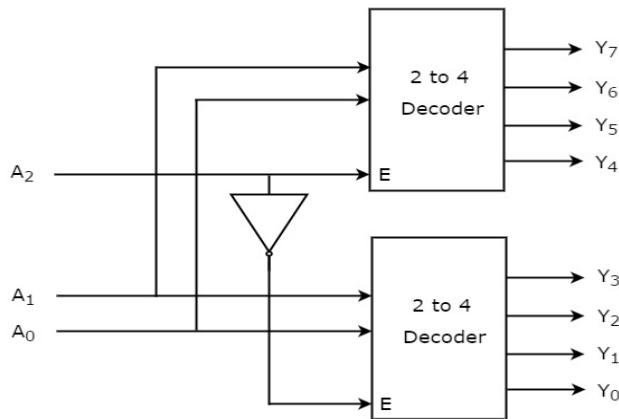 2 to 4
Decoder
Y₇
Y₆
Y₅
Y₄
A₂
E
2 to 4
Decoder
A₁
A₀
Y₃
Y₂
Y₁
Y₀
E